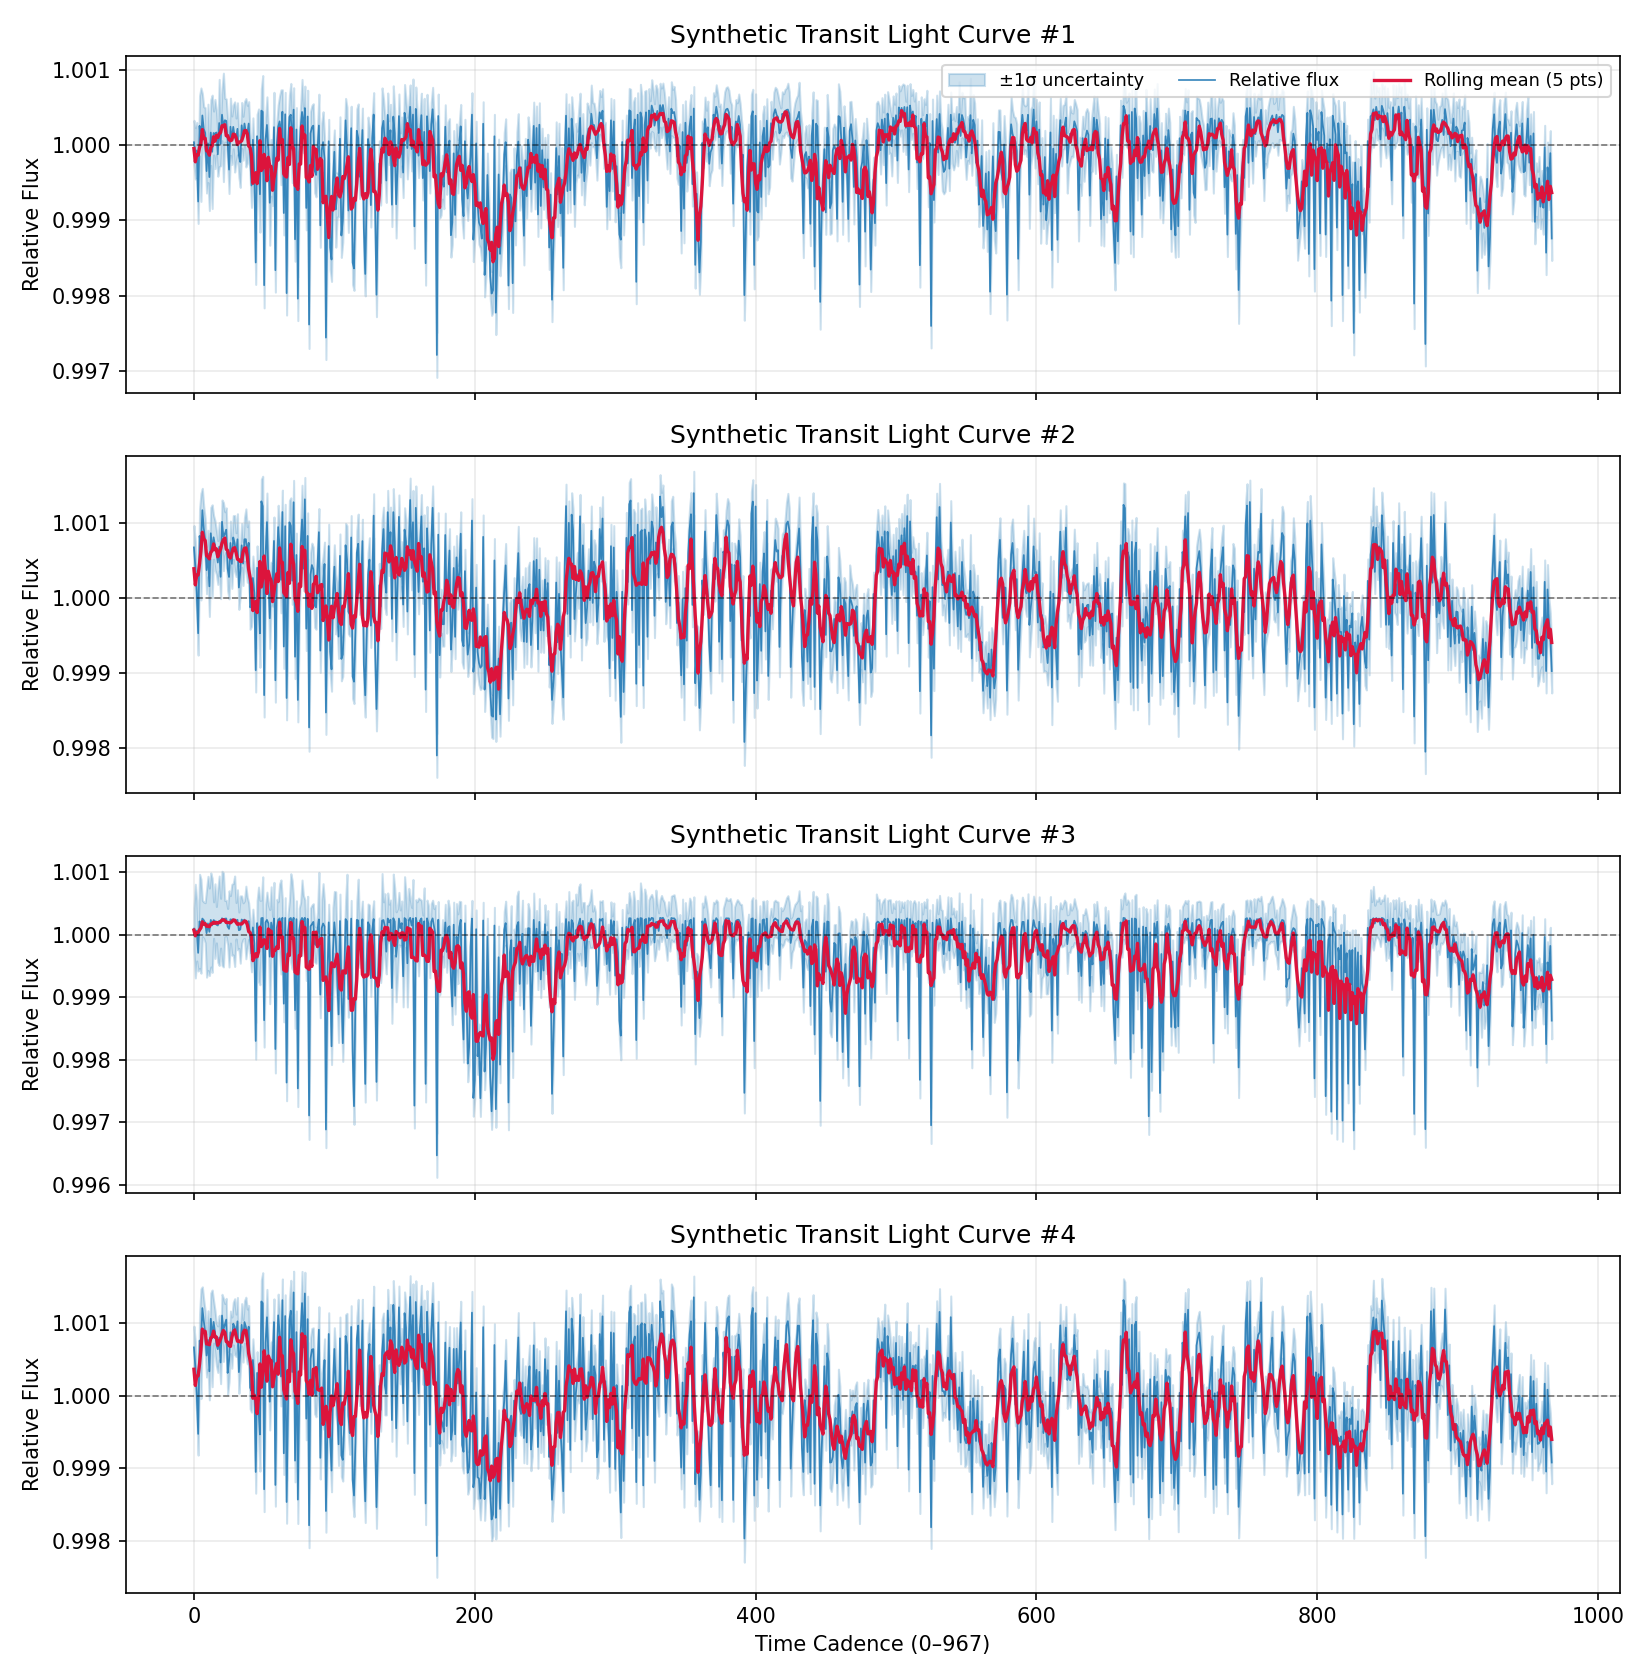 Synthetic Transit Light Curve #1
1.001
1.000
0.999
0.998
0.997
Relative Flux
±1σ uncertainty
Relative flux
Rolling mean (5 pts)
Synthetic Transit Light Curve #2
1.001
1.000
0.999
0.998
Relative Flux
Synthetic Transit Light Curve #3
1.001
1.000
0.999
0.998
0.997
0.996
Relative Flux
Synthetic Transit Light Curve #4
1.001
1.000
0.999
0.998
Relative Flux
0 200 400 600 800 1000
Time Cadence (0–967)